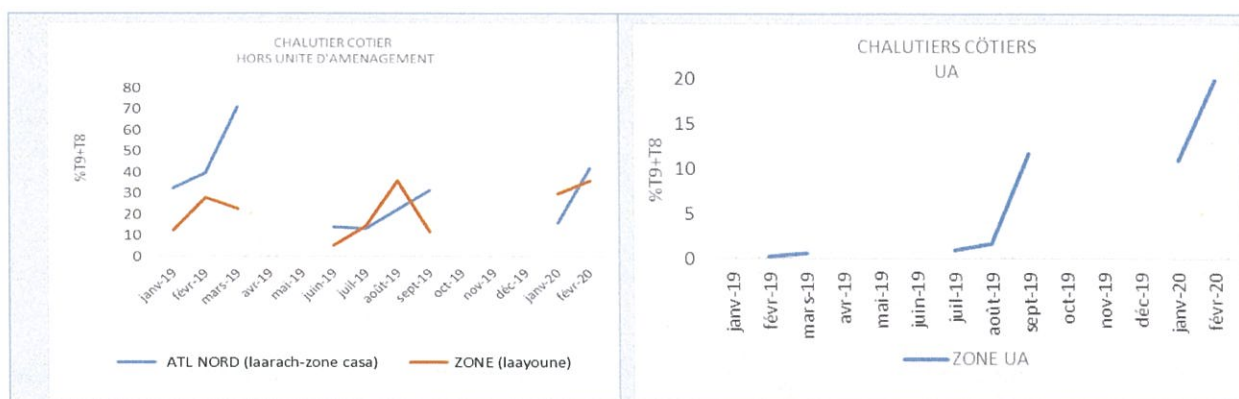 CHALUTIER COTIER
HORS UNITE D'AMENAGEMENT
%T9+T8
80
70
60
50
40
30
20
10
0
janv-19
févr-19
mars-19
avr-19
mai-19
juin-19
juil-19
août-19
sept-19
oct-19
nov-19
déc-19
janv-20
févr-20
ATL NORD (laarach-zone casa)
ZONE (laayoune)
CHALUTIERS CÖTIERS
UA
%T9+T8
20
15
10
5
0
janv-19
févr-19
mars-19
avr-19
mai-19
juin-19
juil-19
août-19
sept-19
oct-19
nov-19
déc-19
janv-20
févr-20
ZONE UA